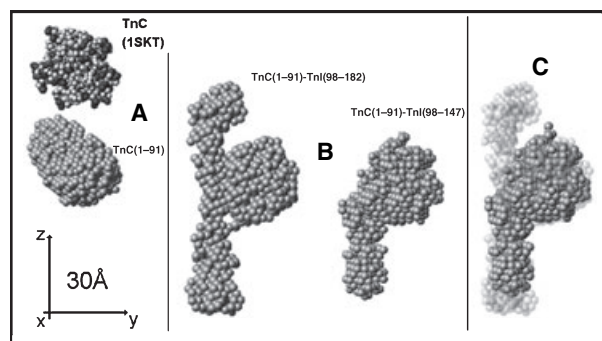 TnC
(1SKT)
A
TnC(1–91)
z
30Å
x
y
TnC(1–91)-TnI(98–182)
TnC(1–91)-TnI(98–147)
B
C